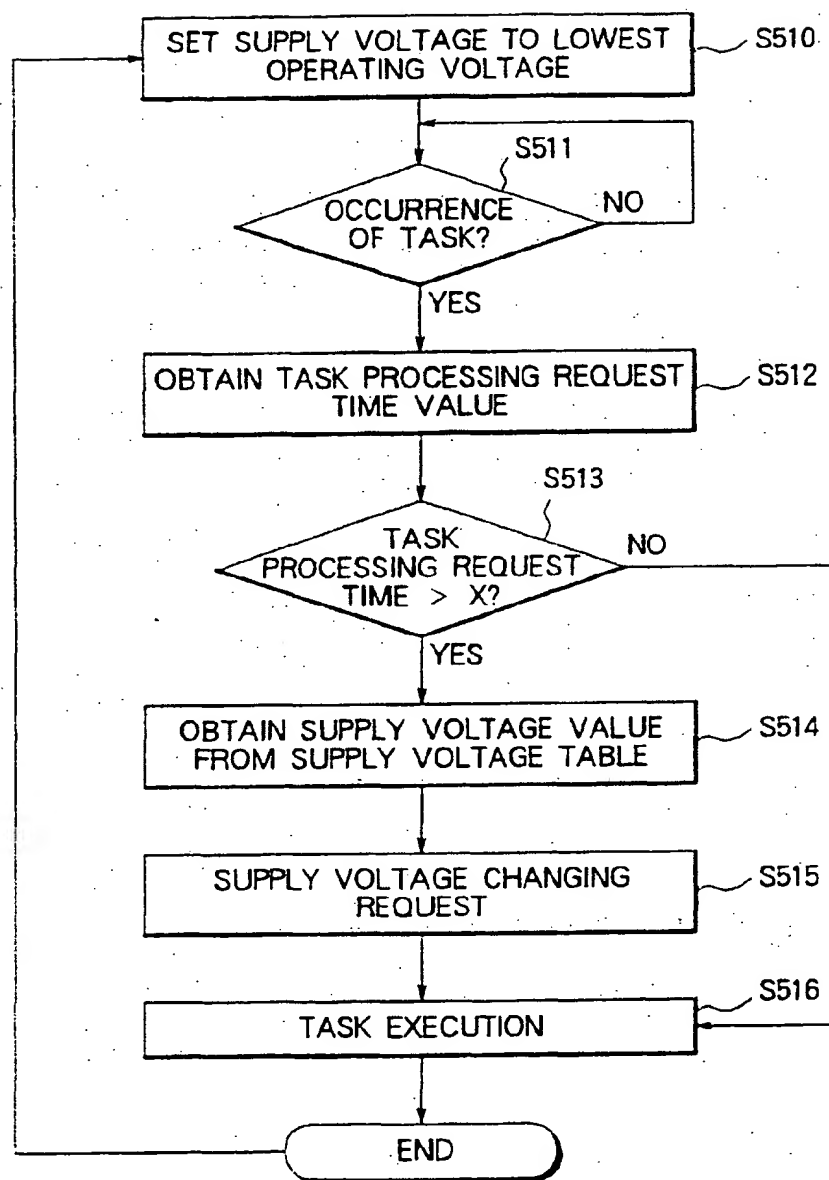 SET SUPPLY VOLTAGE TO LOWEST
OPERATING VOLTAGE
S510
S511
OCCURRENCE
OF TASK?
NO
YES
OBTAIN TASK PROCESSING REQUEST
TIME VALUE
S512
S513
TASK
PROCESSING REQUEST
TIME > X?
NO
YES
OBTAIN SUPPLY VOLTAGE VALUE
FROM SUPPLY VOLTAGE TABLE
S514
SUPPLY VOLTAGE CHANGING
REQUEST
S515
S516
TASK EXECUTION
END